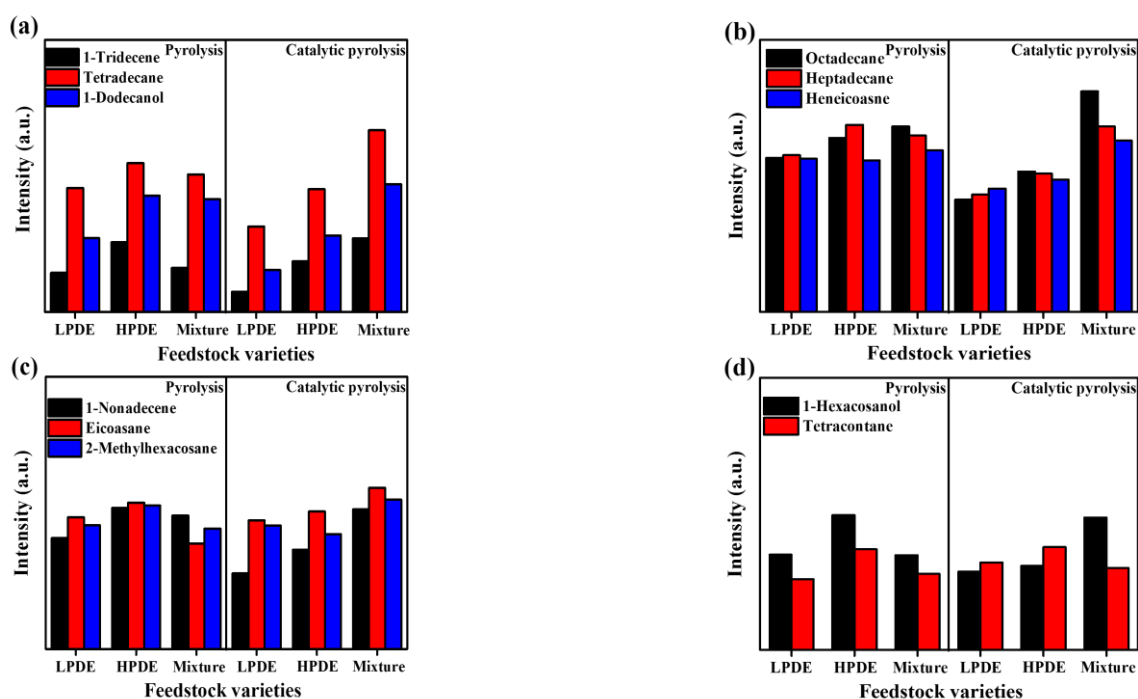 (a)
Pyrolysis
Catalytic pyrolysis
1-Tridecene
Tetradecane
1-Dodecanol
Intensity (a.u.)
LPDE
HPDE
Mixture
LPDE
HPDE
Mixture
Feedstock varieties
(b)
Pyrolysis
Catalytic pyrolysis
Octadecane
Heptadecane
Heneicoasne
Intensity (a.u.)
LPDE
HPDE
Mixture
LPDE
HPDE
Mixture
Feedstock varieties
(c)
Pyrolysis
Catalytic pyrolysis
1-Nonadecene
Eicoasane
2-Methylhexacosane
Intensity (a.u.)
LPDE
HPDE
Mixture
LPDE
HPDE
Mixture
Feedstock varieties
(d)
Pyrolysis
Catalytic pyrolysis
1-Hexacosanol
Tetracontane
Intensity (a.u.)
LPDE
HPDE
Mixture
LPDE
HPDE
Mixture
Feedstock varieties